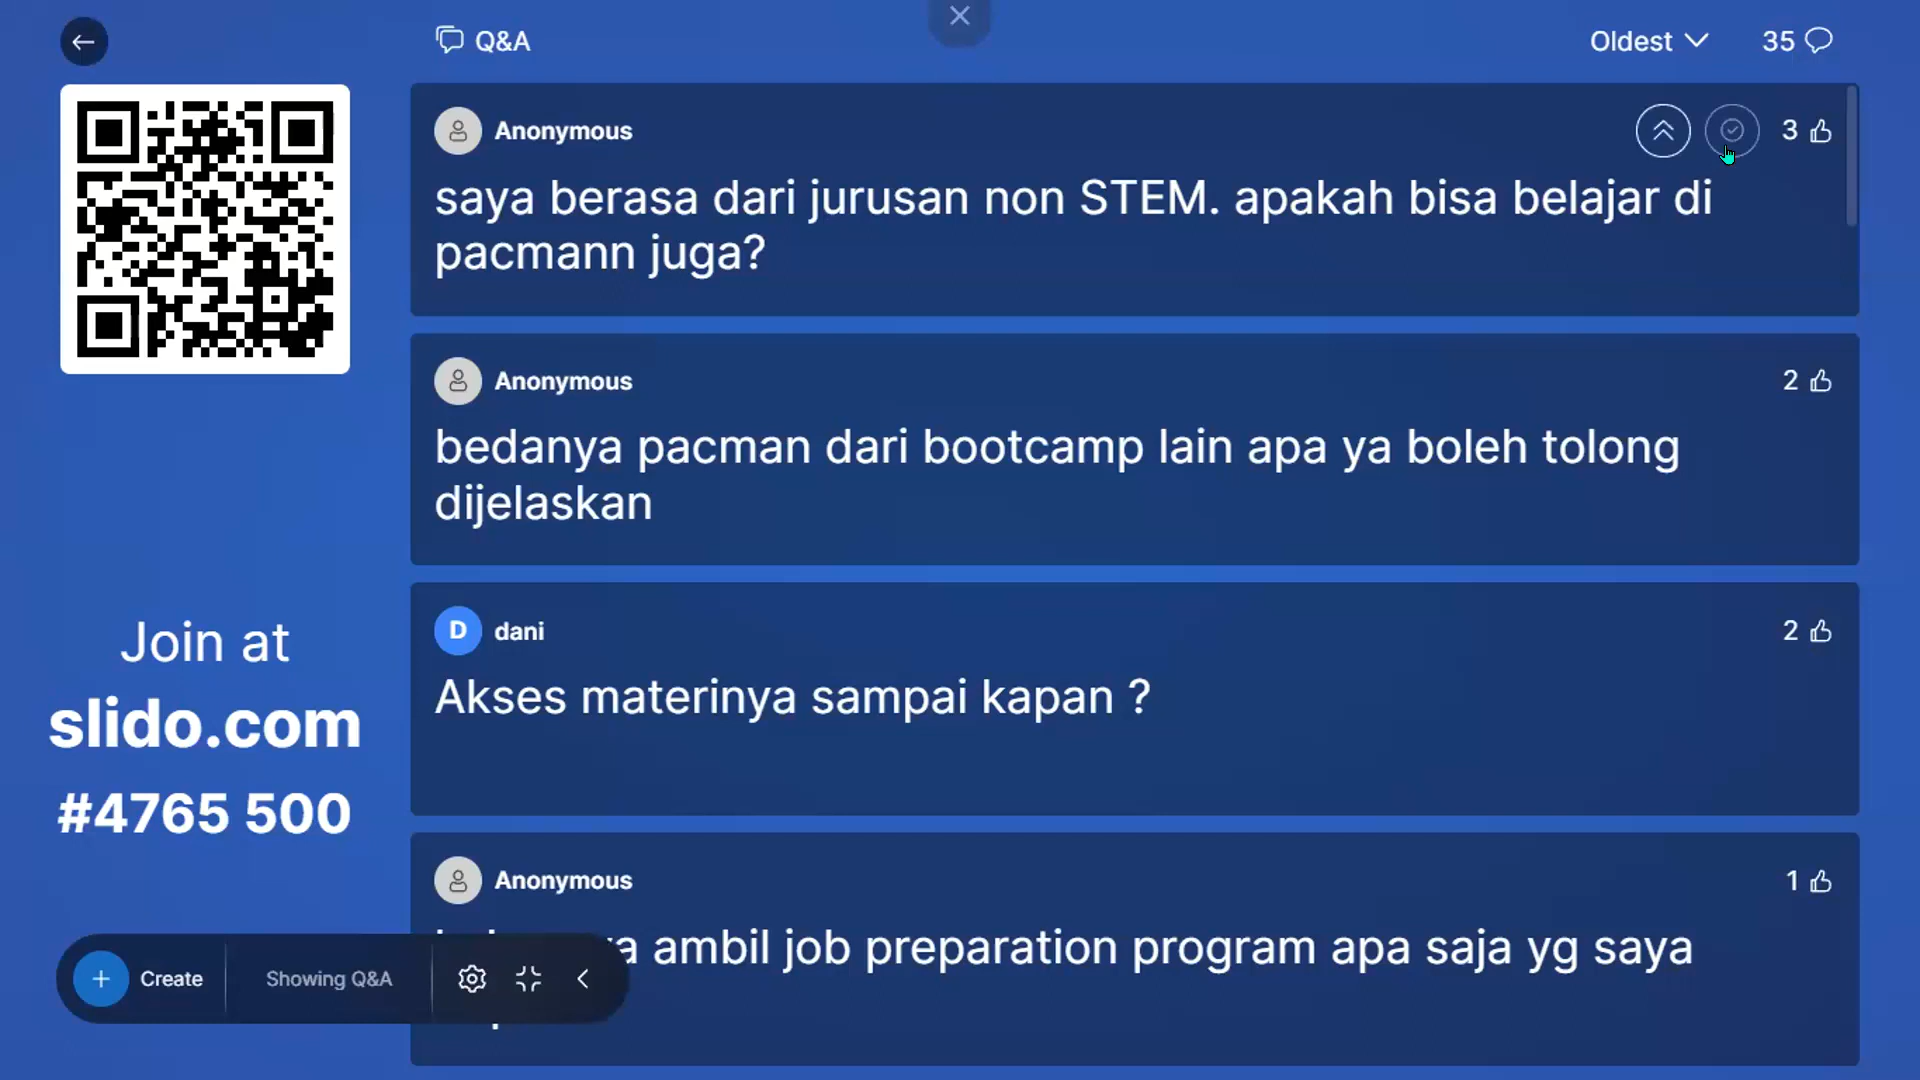 Q&A
Oldest
35
Anonymous
3
saya berasa dari jurusan non STEM. apakah bisa belajar di
pacmann juga?
Anonymous
2
bedanya pacman dari bootcamp lain apa ya boleh tolong
dijelaskan
D
dani
2
Akses materinya sampai kapan ?
Anonymous
1
ambil job preparation program apa saja yg saya
Join at
slido.com
#4765 500
Create
Showing Q&A